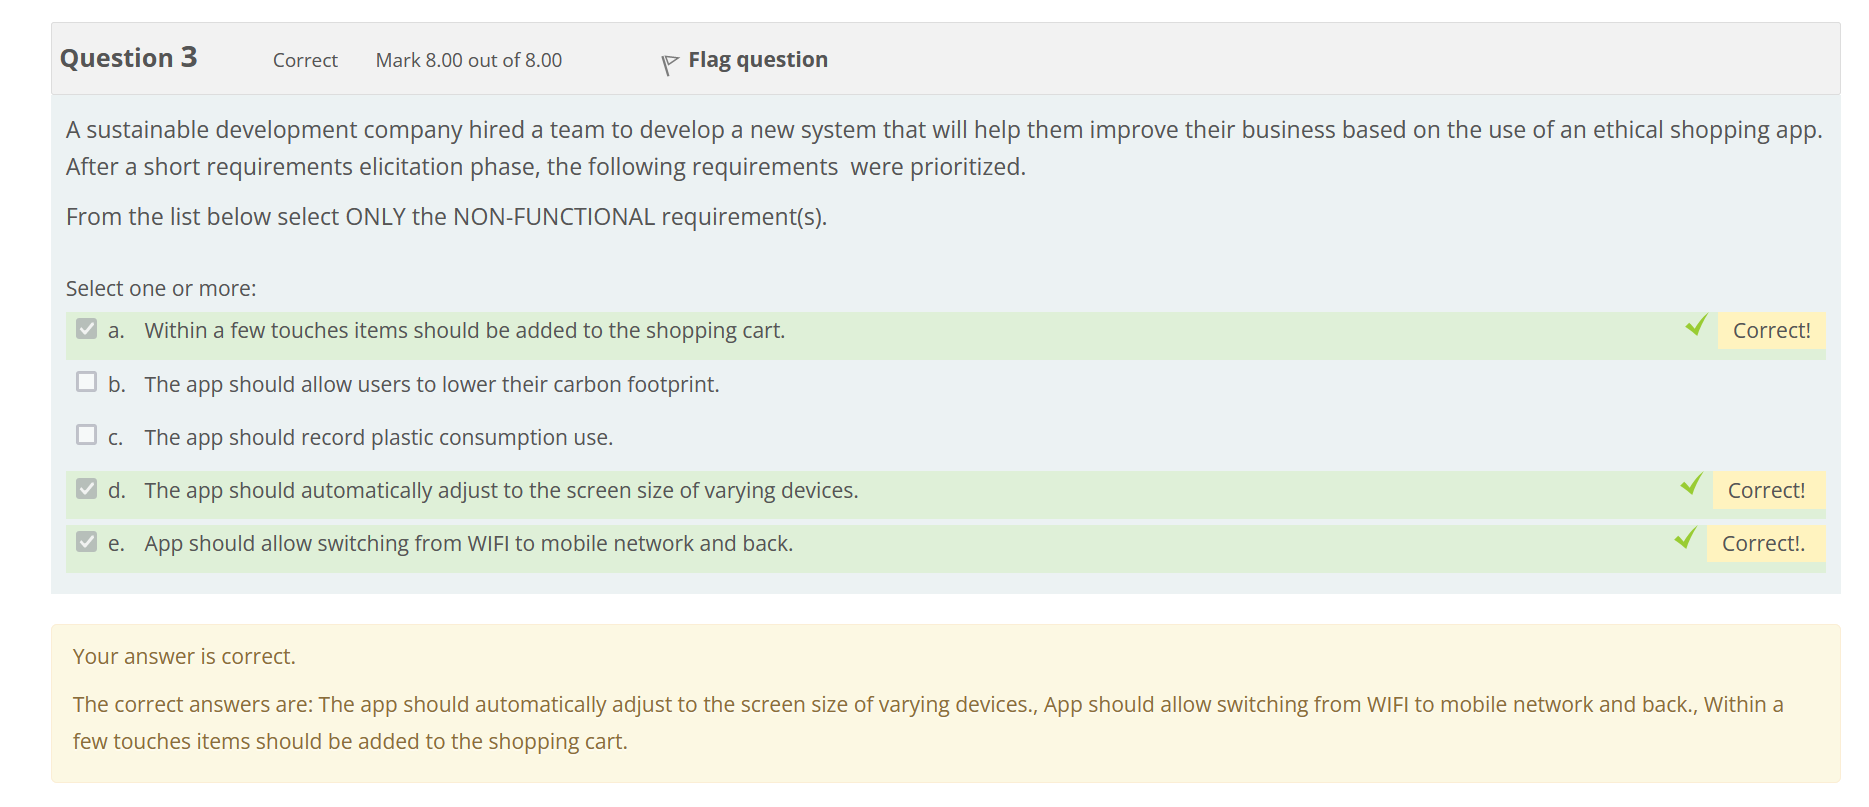 Question 3 Correct Mark 8.00 out of 8.00 Flag question
A sustainable development company hired a team to develop a new system that will help them improve their business based on the use of an ethical shopping app.
After a short requirements elicitation phase, the following requirements were prioritized.
From the list below select ONLY the NON-FUNCTIONAL requirement(s).
Select one or more:
a. Within a few touches items should be added to the shopping cart. Correct!
b. The app should allow users to lower their carbon footprint.
c. The app should record plastic consumption use.
d. The app should automatically adjust to the screen size of varying devices. Correct!
e. App should allow switching from WIFI to mobile network and back. Correct!.
Your answer is correct.
The correct answers are: The app should automatically adjust to the screen size of varying devices., App should allow switching from WIFI to mobile network and back., Within a
few touches items should be added to the shopping cart.